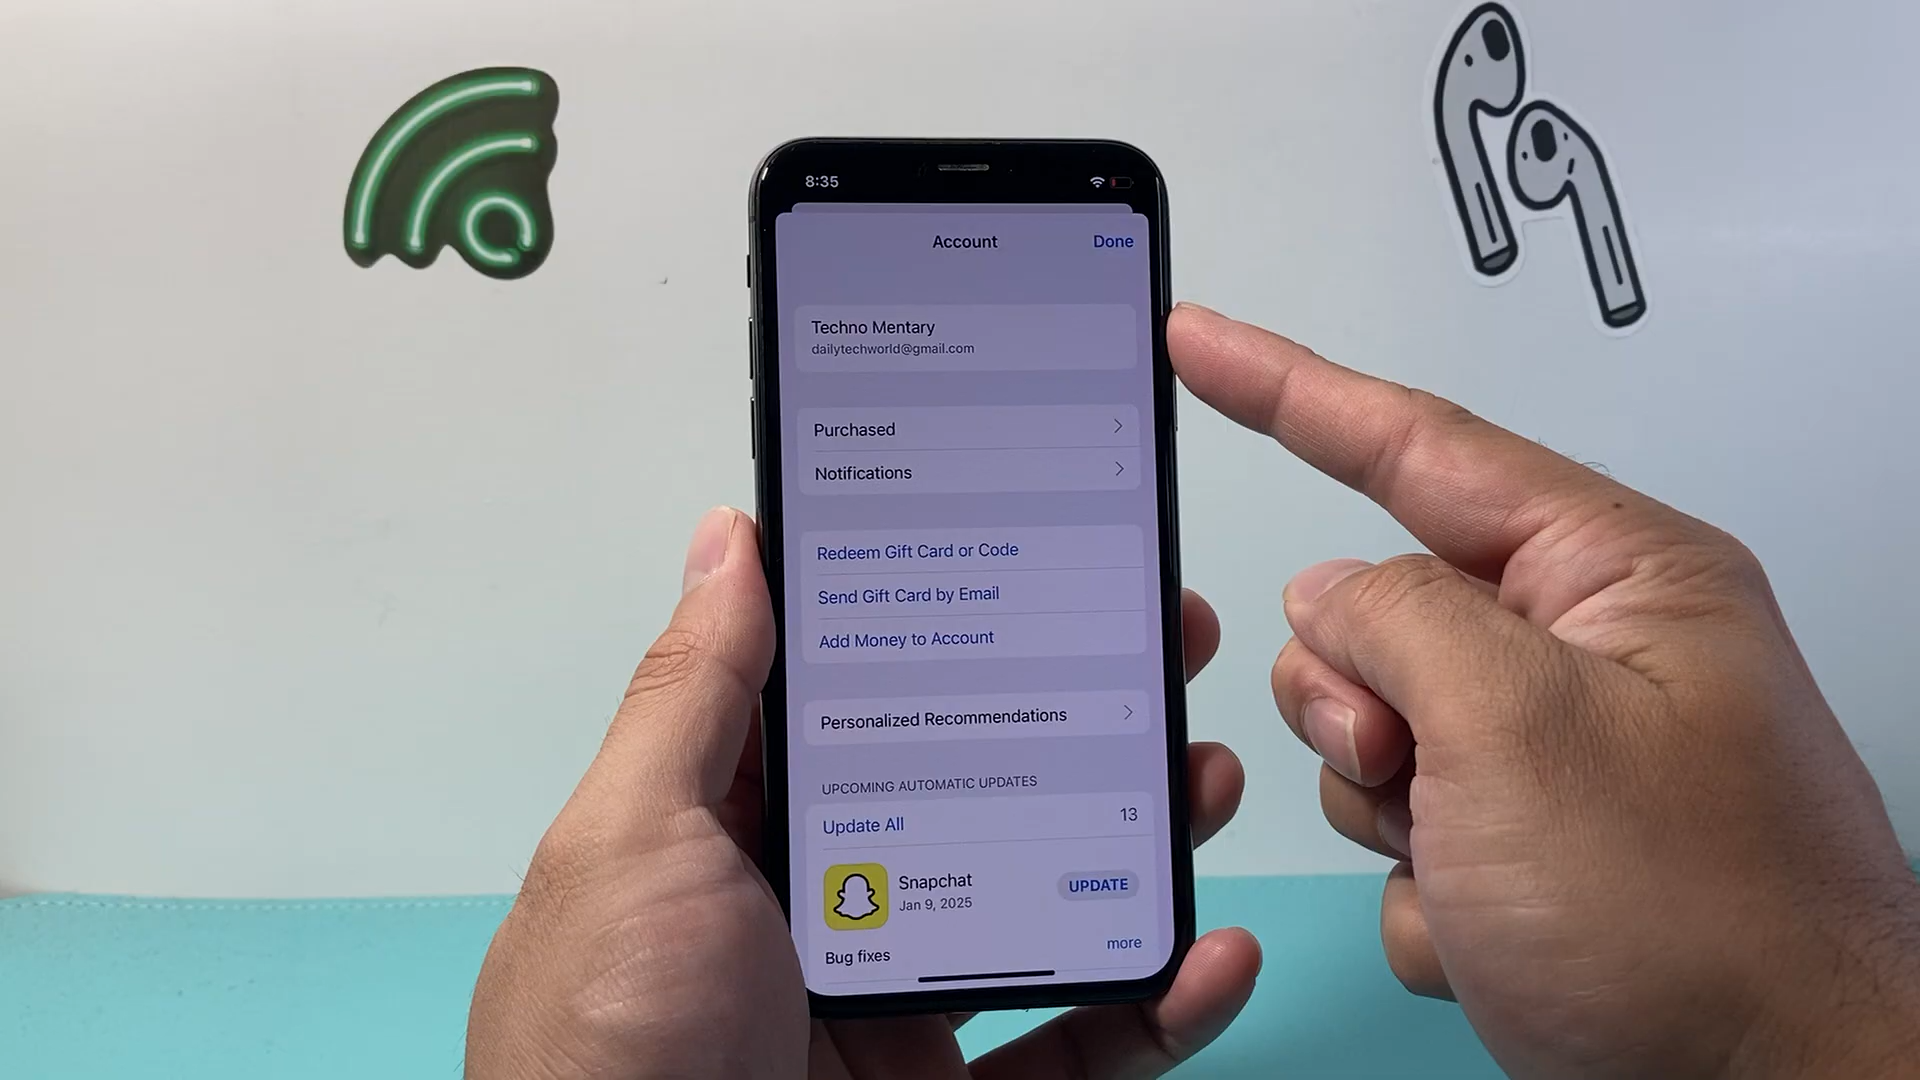 8:35
Account
Done
Techno Mentary
dailytechworld@gmail.com
Purchased
Notifications
Redeem Gift Card or Code
Send Gift Card by Email
Add Money to Account
Personalized Recommendations
UPCOMING AUTOMATIC UPDATES
Update All 13
Snapchat
Jan 9, 2025
UPDATE
Bug fixes
more